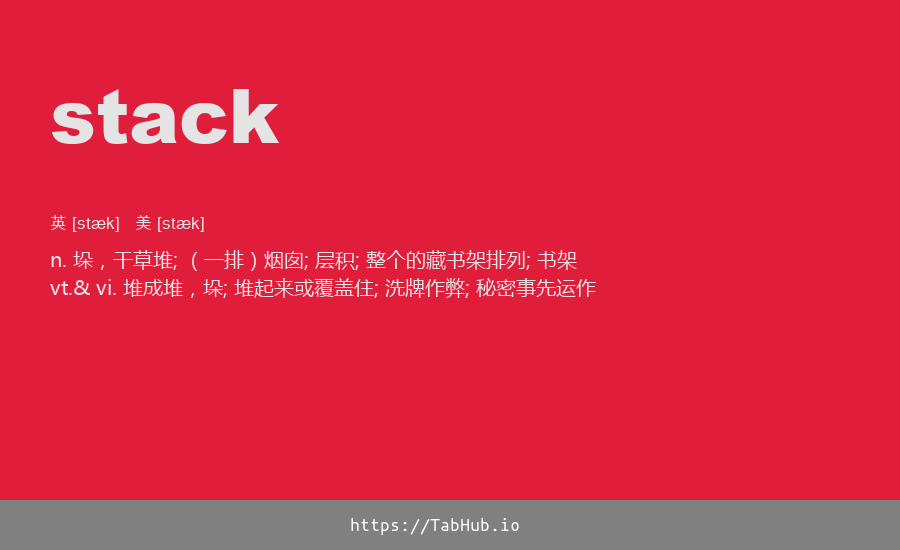 stack
英 [stæk]   美 [stæk]
n. 垛，干草堆; （一排）烟囱; 层积; 整个的藏书架排列; 书架
vt.& vi. 堆成堆，垛; 堆起来或覆盖住; 洗牌作弊; 秘密事先运作
https://TabHub.io